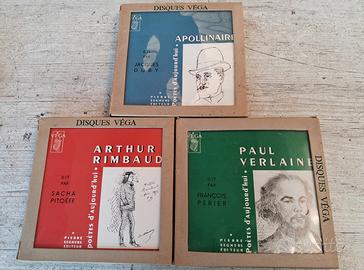 DISQUES VÉGA
VÉGA
APOLLINAIRE
DIT
PAR
JACQUES
DUBY
poètes d'aujourd'hui
PIERRE
SEGHERS
ÉDITEUR
DISQUES VÉGA
VÉGA
ARTHUR
RIMBAUD
DIT
PAR
SACHA
PITOËFF
poètes d'aujourd'hui
PIERRE
SEGHERS
ÉDITEUR
DISQUES VÉGA
VÉGA
PAUL
VERLAINE
DIT
PAR
FRANÇOIS
PÉRIER
poètes d'aujourd'hui
PIERRE
SEGHERS
ÉDITEUR